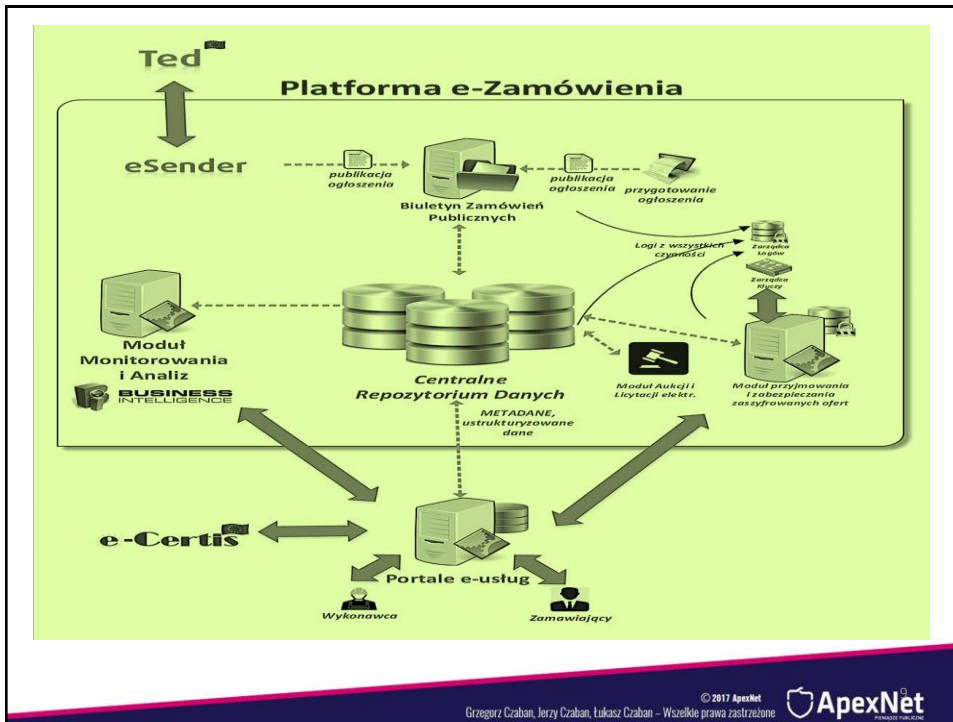 Ted
Platforma e-Zamówienia
eSender
publikacja
ogłoszenia
publikacja
ogłoszenia
przygotowanie
ogłoszenia
Biuletyn Zamówień
Publicznych
Logi z wszystkich
czynności
Zarządca
Logów
Zarządca
Kluczy
Moduł
Monitorowania
i Analiz
BUSINESS
INTELLIGENCE
Centralne
Repozytorium Danych
Moduł Aukcji i
Licytacji elektr.
Moduł przyjmowania
I zabezpieczania
zaszyfrowanych ofert
METADANE,
ustrukturyzowane
dane
e-Certis
Portale e-usług
Wykonawca
Zamawiający
© 2017 ApexNet
Grzegorz Czaban, Jerzy Czaban, Łukasz Czaban – Wszelkie prawa zastrzeżone
9
ApexNet
PIENIĄDZE PUBLICZNE